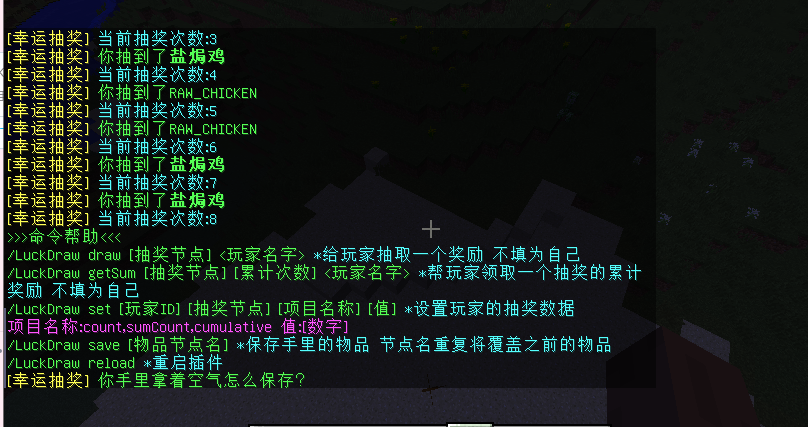 [幸运抽奖] 当前抽奖次数:3
[幸运抽奖] 你抽到了盐焗鸡
[幸运抽奖] 当前抽奖次数:4
[幸运抽奖] 你抽到了RAW_CHICKEN
[幸运抽奖] 当前抽奖次数:5
[幸运抽奖] 你抽到了RAW_CHICKEN
[幸运抽奖] 当前抽奖次数:6
[幸运抽奖] 你抽到了盐焗鸡
[幸运抽奖] 当前抽奖次数:7
[幸运抽奖] 你抽到了盐焗鸡
[幸运抽奖] 当前抽奖次数:8
>>>命令帮助<<<
/LuckDraw draw [抽奖节点] <玩家名字> *给玩家抽取一个奖励 不填为自己
/LuckDraw getSum [抽奖节点] [累计次数] <玩家名字> *帮玩家领取一个抽奖的累计
奖励 不填为自己
/LuckDraw set [玩家ID] [抽奖节点] [项目名称] [值] *设置玩家的抽奖数据
项目名称:count,sumCount,cumulative 值:[数字]
/LuckDraw save [物品节点名] *保存手里的物品 节点名重复将覆盖之前的物品
/LuckDraw reload *重启插件
[幸运抽奖] 你手里拿着空气怎么保存?